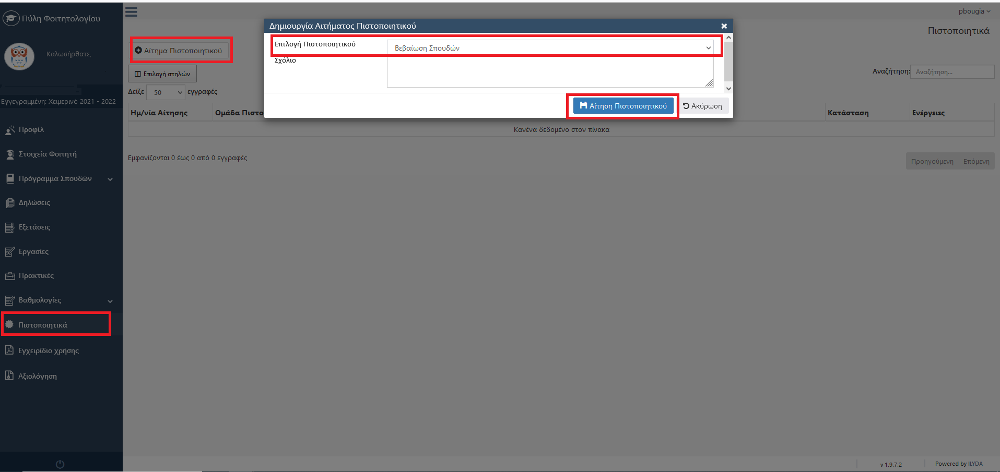 Πύλη Φοιτητολογίου
pbougia
Δημιουργία Αιτήματος Πιστοποιητικού
Πιστοποιητικά
Καλωσήρθατε,
Αίτημα Πιστοποιητικού
Επιλογή Πιστοποιητικού
Βεβαίωση Σπουδών
Σχόλιο
Επιλογή στηλών
Αναζήτηση: Αναζήτηση...
Δείξε 50 εγγραφές
Εγγεγραμμένη: Χειμερινό 2021 - 2022
Αίτηση Πιστοποιητικού
Ακύρωση
Ημ/νία Αίτησης
Ομάδα Πιστο
Κατάσταση
Ενέργειες
Κανένα δεδομένο στον πίνακα
Εμφανίζονται 0 έως 0 από 0 εγγραφές
Προηγούμενη
Επόμενη
Προφίλ
Στοιχεία Φοιτητή
Πρόγραμμα Σπουδών
Δηλώσεις
Εξετάσεις
Εργασίες
Πρακτικές
Βαθμολογίες
Πιστοποιητικά
Εγχειρίδιο χρήσης
Αξιολόγηση
v 1.9.7.2
Powered by ILYDA